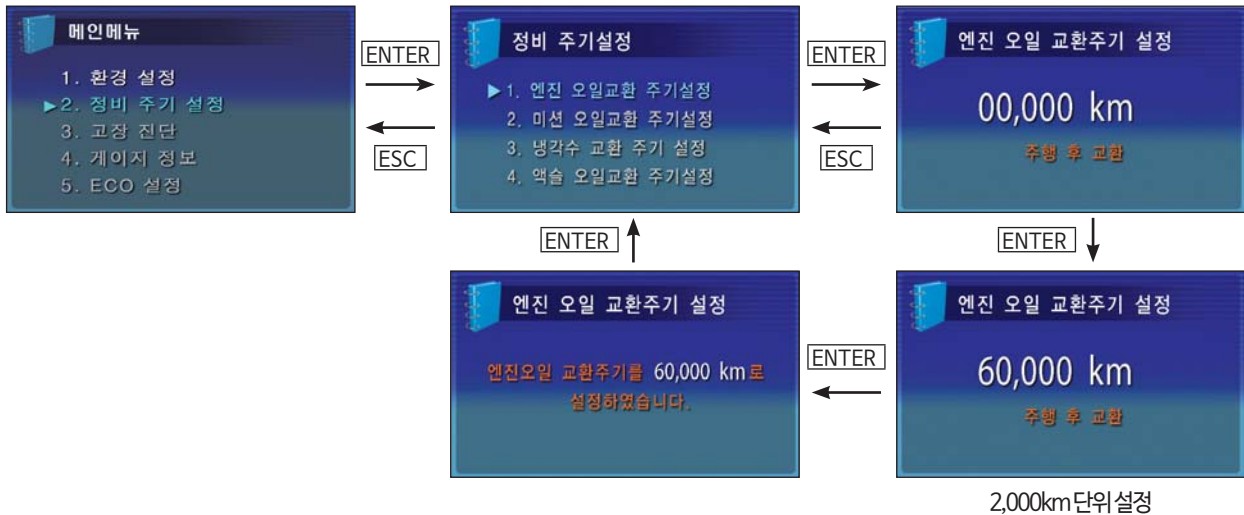 메인메뉴
1. 환경 설정
▶2. 정비 주기 설정
3. 고장 진단
4. 게이지 정보
5. ECO 설정
ENTER
ESC
정비 주기설정
▶1. 엔진 오일교환 주기설정
2. 미션 오일교환 주기설정
3. 냉각수 교환 주기 설정
4. 액슬 오일교환 주기설정
ENTER
ESC
엔진 오일 교환주기 설정
00,000 km
주행 후 교환
ENTER
ENTER
엔진 오일 교환주기 설정
엔진오일 교환주기를 60,000 km로
설정하였습니다.
ENTER
엔진 오일 교환주기 설정
60,000 km
주행 후 교환
2,000km 단위 설정